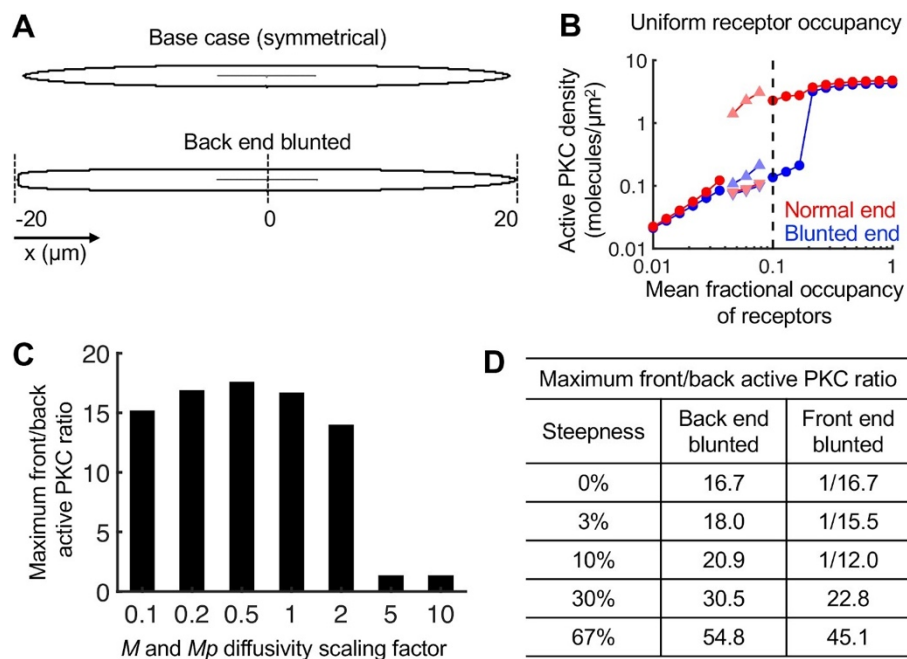 A
Base case (symmetrical)
Back end blunted
-20
0
20
x (μm)
B
Uniform receptor occupancy
Active PKC density
(molecules/μm²)
10
1
0.1
0.01
Normal end
Blunted end
0.01
0.1
1
Mean fractional occupancy
of receptors
C
Maximum front/back
active PKC ratio
20
15
10
5
0
0.1 0.2 0.5 1 2 5 10
M and Mp diffusivity scaling factor
D
Maximum front/back active PKC ratio
Steepness
Back end
blunted
Front end
blunted
0% 16.7 1/16.7
3% 18.0 1/15.5
10% 20.9 1/12.0
30% 30.5 22.8
67% 54.8 45.1